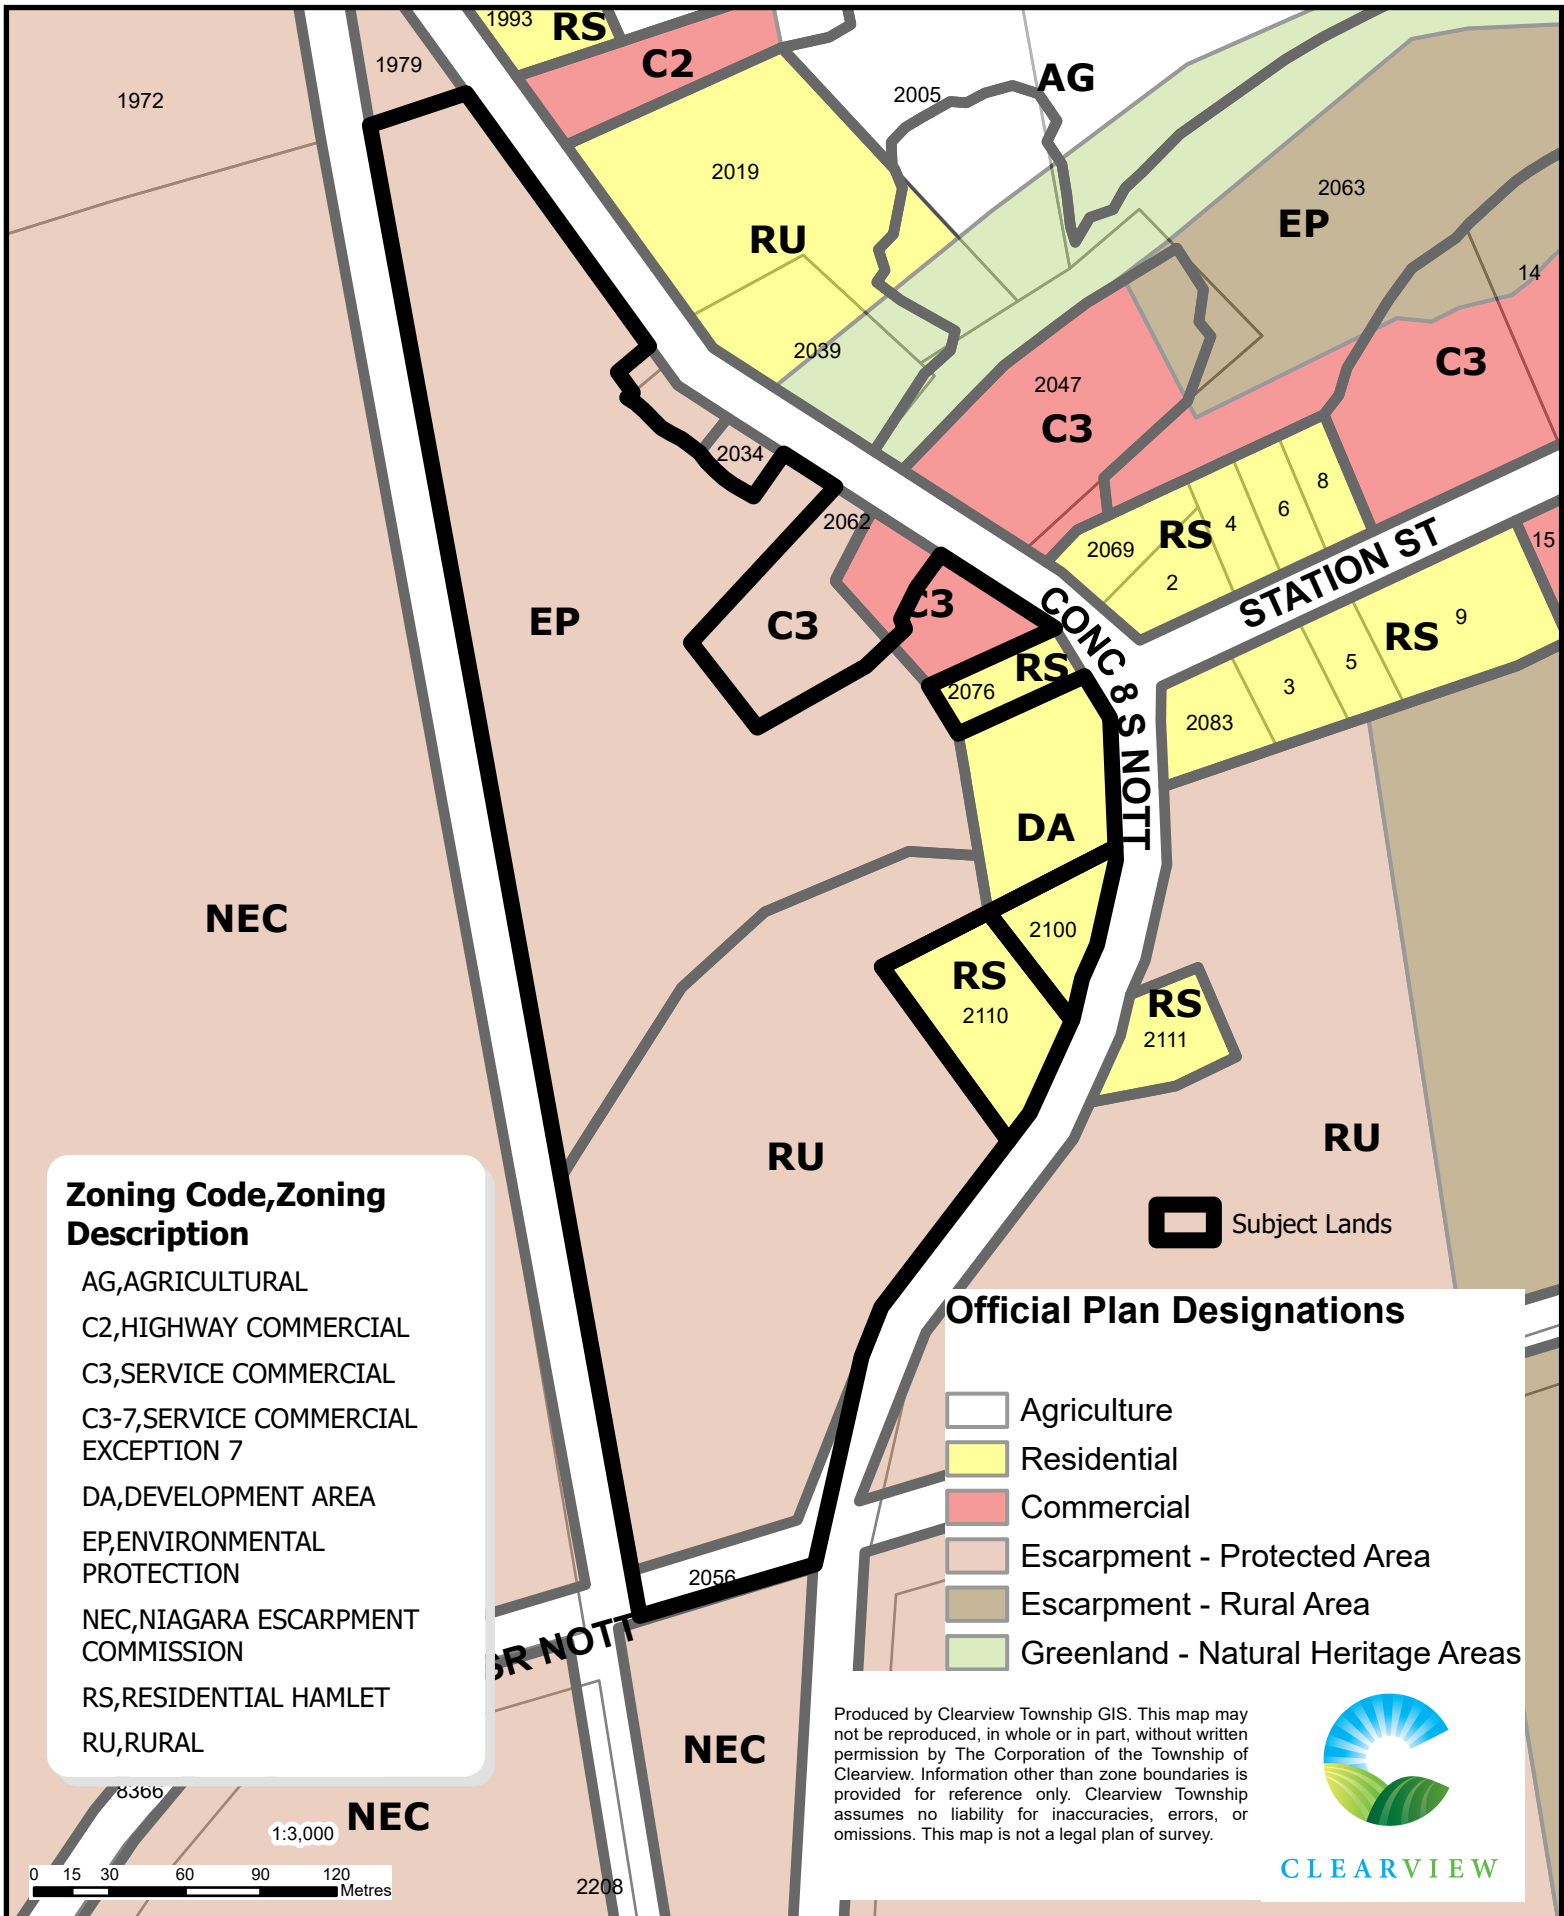 1993
RS
C2
1979
1972
AG
2005
2019
RU
2063
EP
14
2039
2047
C3
C3
2034
2062
8
6
4
RS
2069
2
15
STATION ST
CONC 8 S NOTT
EP
C3
C3
RS
2076
9
RS
5
3
2083
DA
NEC
2100
RS
2110
RS
2111
RU
RU
Subject Lands
Zoning Code,Zoning
Description
AG,AGRICULTURAL
C2,HIGHWAY COMMERCIAL
C3,SERVICE COMMERCIAL
C3-7,SERVICE COMMERCIAL
EXCEPTION 7
DA,DEVELOPMENT AREA
EP,ENVIRONMENTAL
PROTECTION
NEC,NIAGARA ESCARPMENT
COMMISSION
RS,RESIDENTIAL HAMLET
RU,RURAL
Official Plan Designations
Agriculture
Residential
Commercial
Escarpment - Protected Area
Escarpment - Rural Area
Greenland - Natural Heritage Areas
2056
SR NOTT
NEC
8366
NEC
1:3,000
0 15 30 60 90 120
Metres
2208
Produced by Clearview Township GIS. This map may
not be reproduced, in whole or in part, without written
permission by The Corporation of the Township of
Clearview. Information other than zone boundaries is
provided for reference only. Clearview Township
assumes no liability for inaccuracies, errors, or
omissions. This map is not a legal plan of survey.
CLEARVIEW